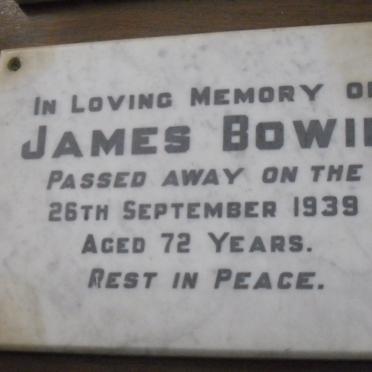 IN LOVING MEMORY O
JAMES BOWI
PASSED AWAY ON THE
26TH SEPTEMBER 1939
AGED 72 YEARS.
REST IN PEACE.